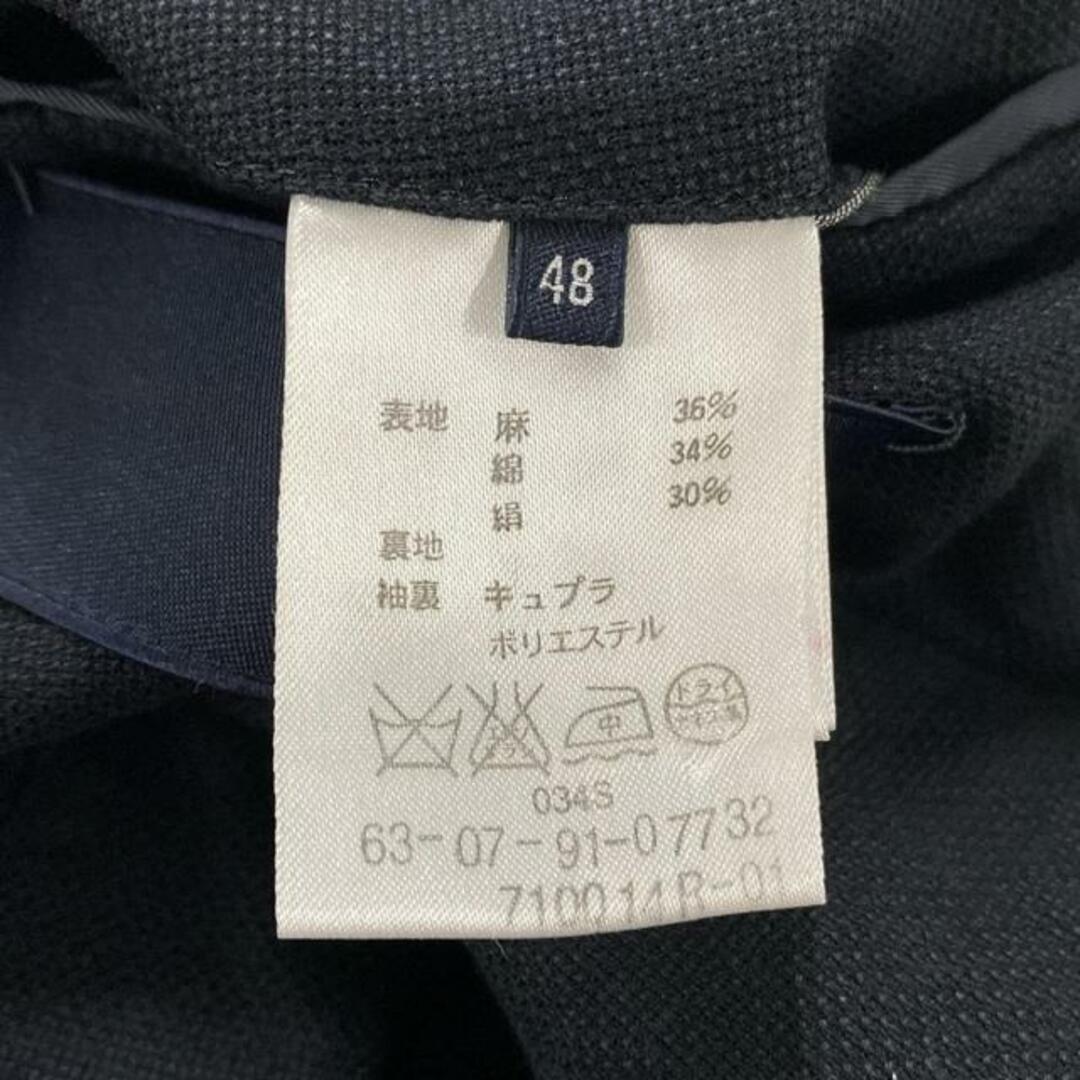 48
表地 麻 36%
綿 34%
絹 30%
裏地
袖裏 キュプラ
ポリエステル
中 ドライ
034S
63-07-91-07732
710014R-01